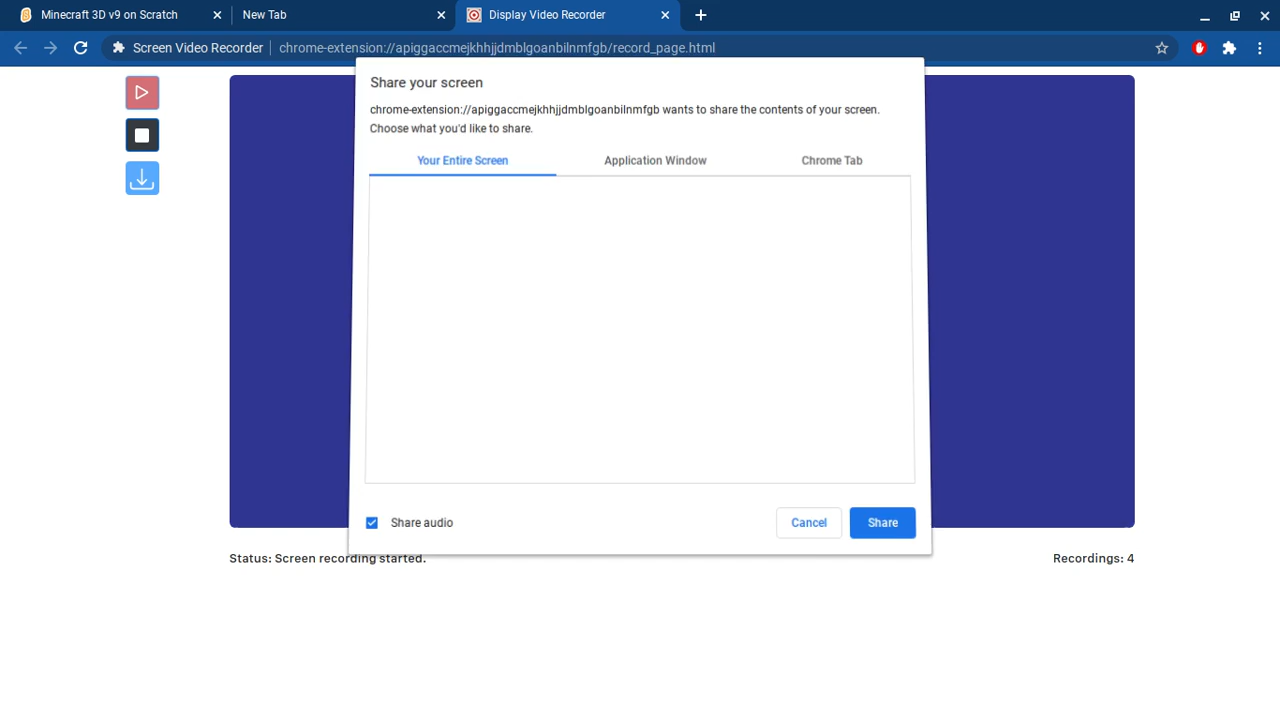 Minecraft 3D v9 on Scratch
New Tab
Display Video Recorder
Screen Video Recorder
chrome-extension://apiggaccmejkhhjjdmblgoanbilnmfgb/record_page.html
Share your screen
chrome-extension://apiggaccmejkhhjjdmblgoanbilnmfgb wants to share the contents of your screen.
Choose what you'd like to share.
Your Entire Screen
Application Window
Chrome Tab
Share audio
Cancel
Share
Status: Screen recording started.
Recordings: 4